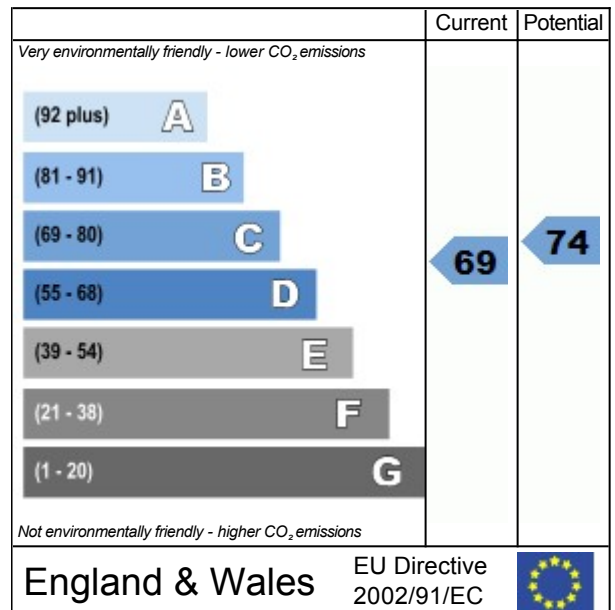 Current Potential
Very environmentally friendly - lower CO₂ emissions
(92 plus) A
(81 - 91) B
(69 - 80) C
(55 - 68) D
(39 - 54) E
(21 - 38) F
(1 - 20) G
69
74
Not environmentally friendly - higher CO₂ emissions
England & Wales
EU Directive
2002/91/EC